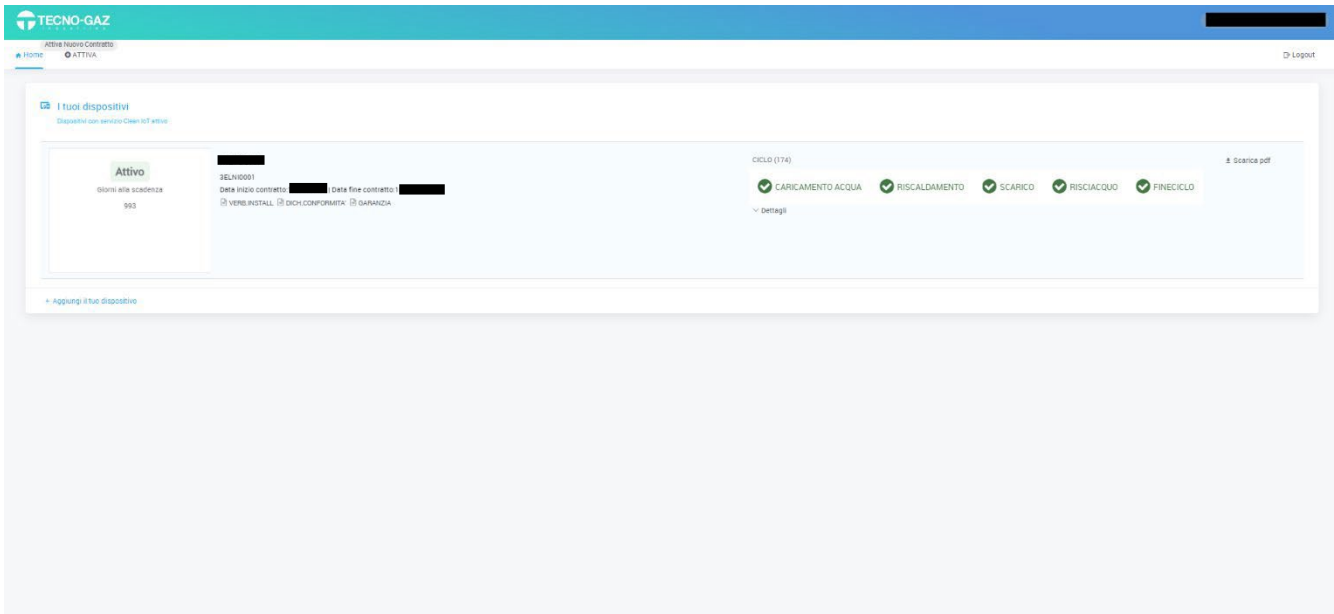 TECNO-GAZ
Attiva Nuovo Contratto
Home ATTIVA Logout
I tuoi dispositivi
Dispositivi con servizio Clean IoT attivo
Attivo
Giorni alla scadenza
993
3ELNI0001
Data inizio contratto: | Data fine contratto:
VERB.INSTALL DICH.CONFORMITA' GARANZIA
CICLO (174) Scarica pdf
CARICAMENTO ACQUA RISCALDAMENTO SCARICO RISCIACQUO FINECICLO
Dettagli
+ Aggiungi il tuo dispositivo